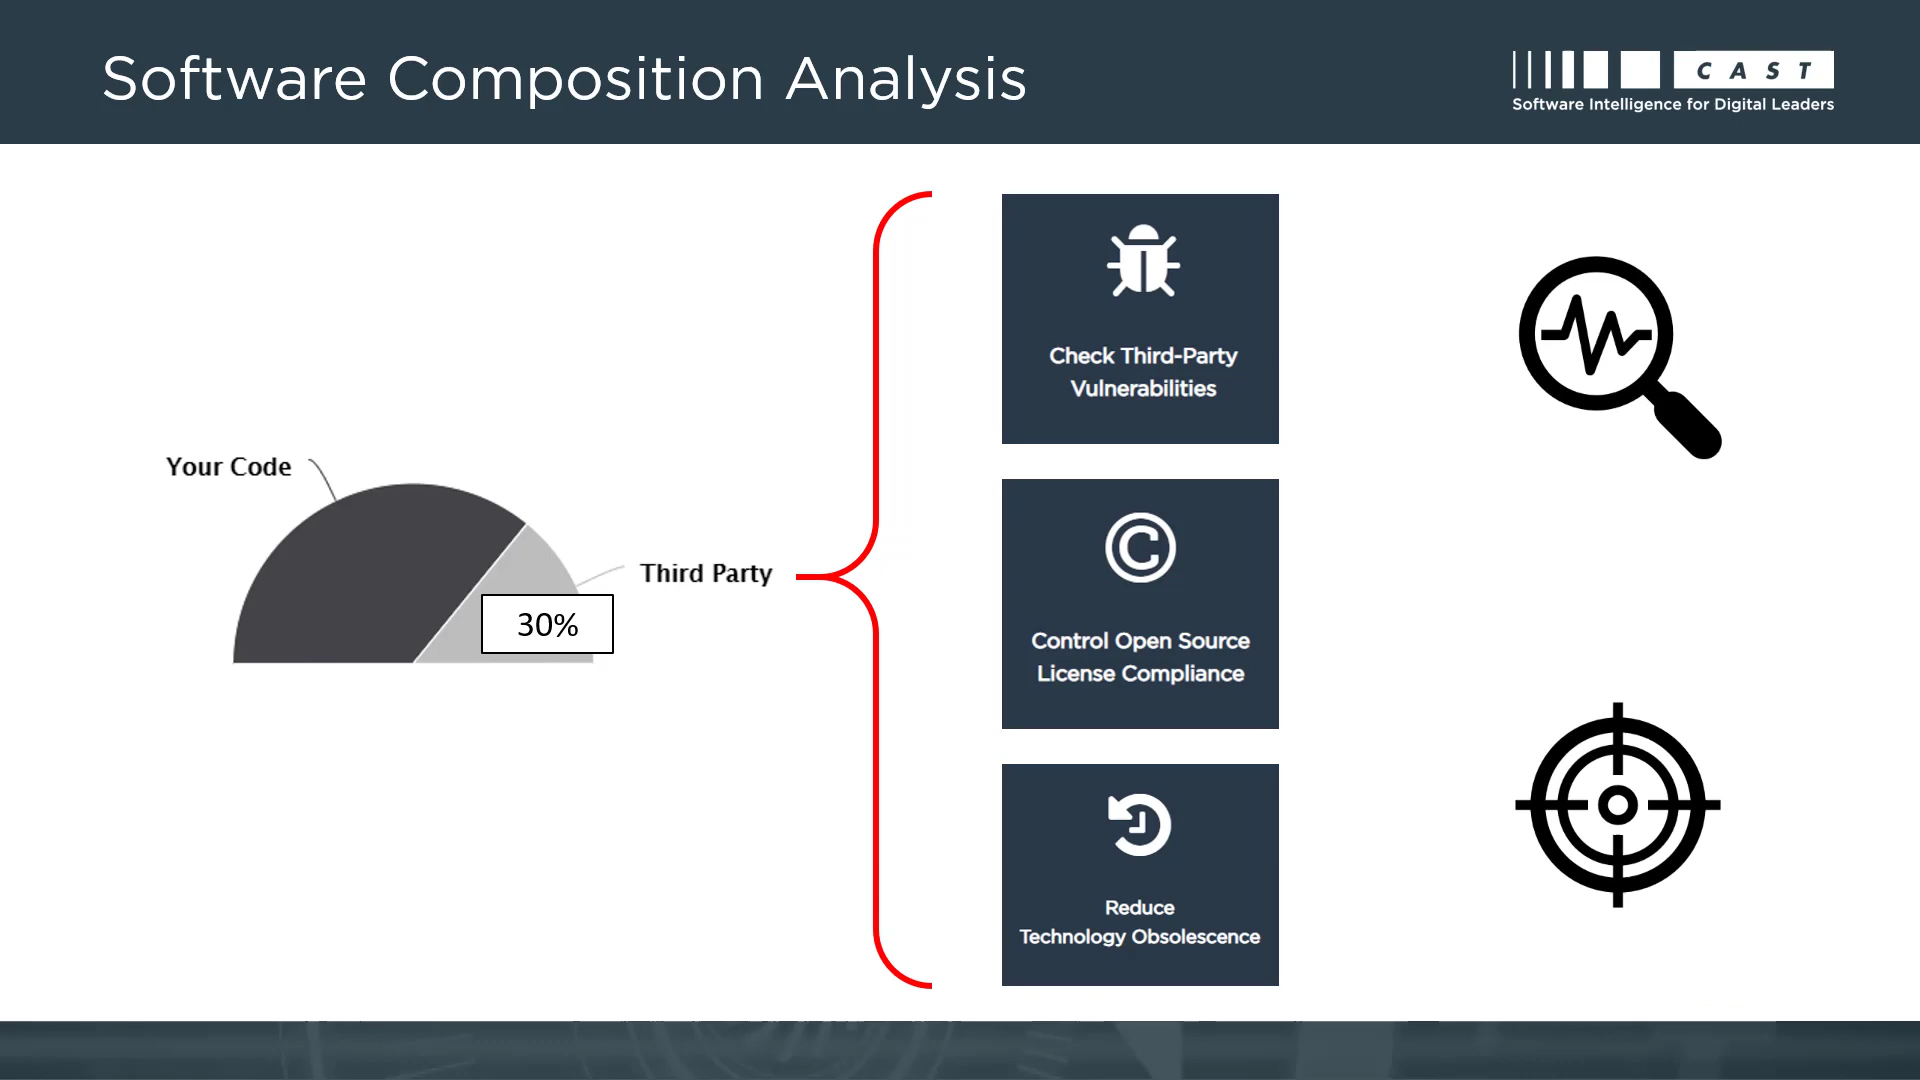 Software Composition Analysis
CAST
Software Intelligence for Digital Leaders
Your Code
Third Party
30%
Check Third-Party
Vulnerabilities
©
Control Open Source
License Compliance
Reduce
Technology Obsolescence